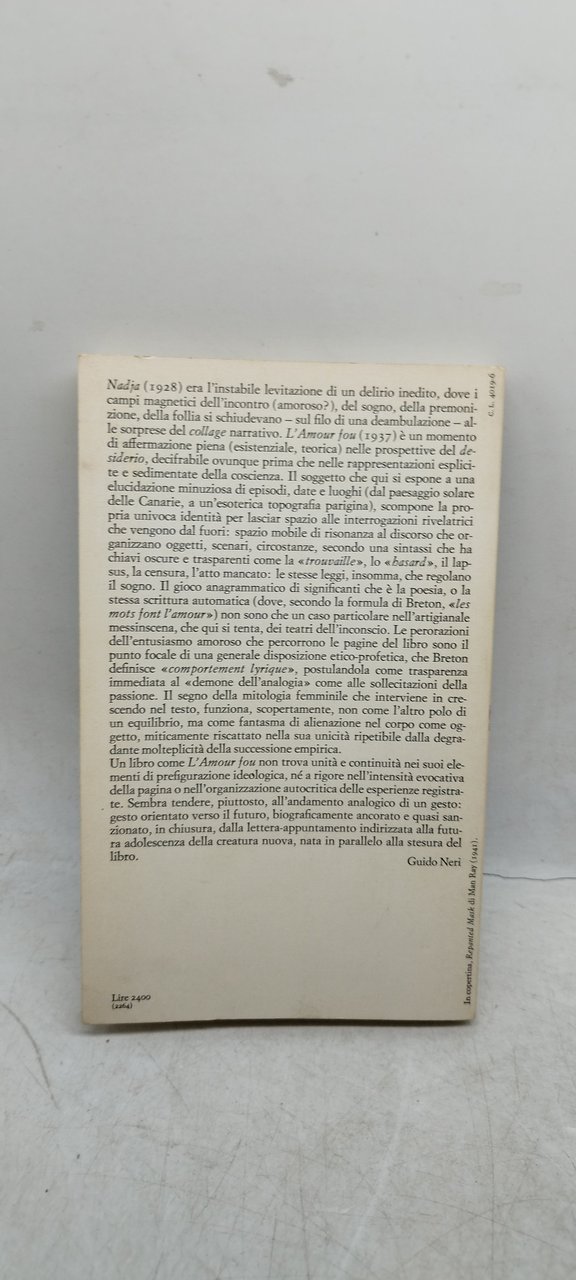 Nadja (1928) era l'instabile levitazione di un delirio inedito, dove i
campi magnetici dell'incontro (amoroso?), del sogno, della premoni-
zione, della follia si schiudevano – sul filo di una deambulazione – al-
le sorprese del collage narrativo. L'Amour fou (1937) è un momento
di affermazione piena (esistenziale, teorica) nelle prospettive del de-
siderio, decifrabile ovunque prima che nelle rappresentazioni esplici-
te e sedimentate della coscienza. Il soggetto che qui si espone a una
elucidazione minuziosa di episodi, date e luoghi (dal paesaggio solare
delle Canarie, a un'esoterica topografia parigina), scompone la pro-
pria univoca identità per lasciar spazio alle interrogazioni rivelatrici
che vengono dal fuori: spazio mobile di risonanza al discorso che or-
ganizzano oggetti, scenari, circostanze, secondo una sintassi che ha
chiavi oscure e trasparenti come la «trouvaille», lo «hasard», il lap-
sus, la censura, l'atto mancato: le stesse leggi, insomma, che regolano
il sogno. Il gioco anagrammatico di significanti che è la poesia, o la
stessa scrittura automatica (dove, secondo la formula di Breton, «les
mots font l'amour») non sono che un caso particolare nell'artigianale
messinscena, che qui si tenta, dei teatri dell'inconscio. Le perorazioni
dell'entusiasmo amoroso che percorrono le pagine del libro sono il
punto focale di una generale disposizione etico-profetica, che Breton
definisce «comportement lyrique», postulandola come trasparenza
immediata al «demone dell'analogia» come alle sollecitazioni della
passione. Il segno della mitologia femminile che interviene in cre-
scendo nel testo, funziona, scopertamente, non come l'altro polo di
un equilibrio, ma come fantasma di alienazione nel corpo come og-
getto, miticamente riscattato nella sua unicità ripetibile dalla degra-
dante molteplicità della successione empirica.
Un libro come L'Amour fou non trova unità e continuità nei suoi ele-
menti di prefigurazione ideologica, né a rigore nell'intensità evocativa
della pagina o nell'organizzazione autocritica delle esperienze registra-
te. Sembra tendere, piuttosto, all'andamento analogico di un gesto:
gesto orientato verso il futuro, biograficamente ancorato e quasi san-
zionato, in chiusura, dalla lettera-appuntamento indirizzata alla futu-
ra adolescenza della creatura nuova, nata in parallelo alla stesura del
libro.
Guido Neri
Lire 2400
(2264)
C. L. 4019-6
In copertina, Repented Mask di Man Ray (1941).